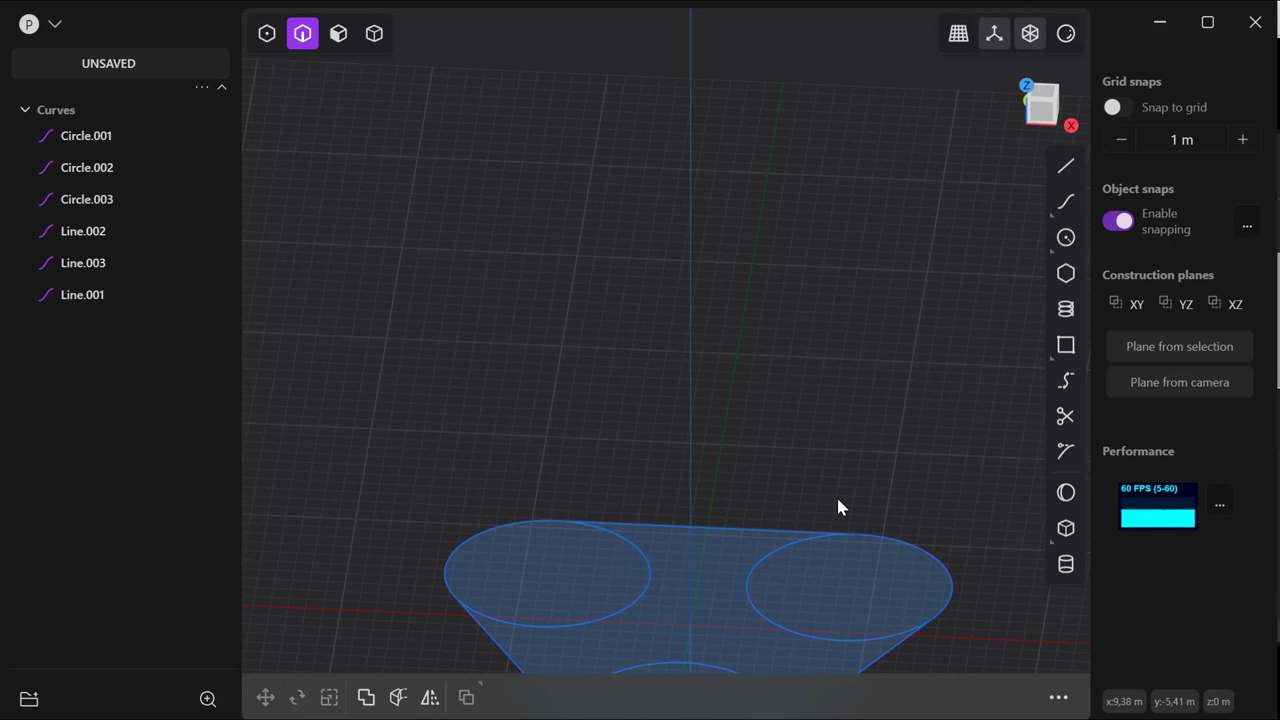 P
UNSAVED
...
Curves
Circle.001
Circle.002
Circle.003
Line.002
Line.003
Line.001
Z
X
Grid snaps
Snap to grid
1 m
Object snaps
Enable
snapping
...
Construction planes
XY YZ XZ
Plane from selection
Plane from camera
Performance
60 FPS (5-60)
...
x:9,38 m y:-5,41 m z:0 m